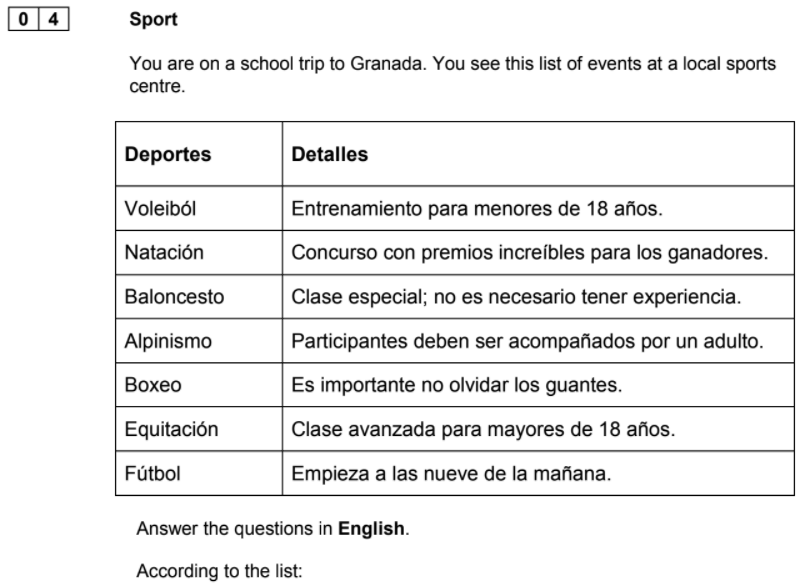 0 4 Sport
You are on a school trip to Granada. You see this list of events at a local sports
centre.
Deportes Detalles
Voleiból Entrenamiento para menores de 18 años.
Natación Concurso con premios increíbles para los ganadores.
Baloncesto Clase especial; no es necesario tener experiencia.
Alpinismo Participantes deben ser acompañados por un adulto.
Boxeo Es importante no olvidar los guantes.
Equitación Clase avanzada para mayores de 18 años.
Fútbol Empieza a las nueve de la mañana.
Answer the questions in English.
According to the list: